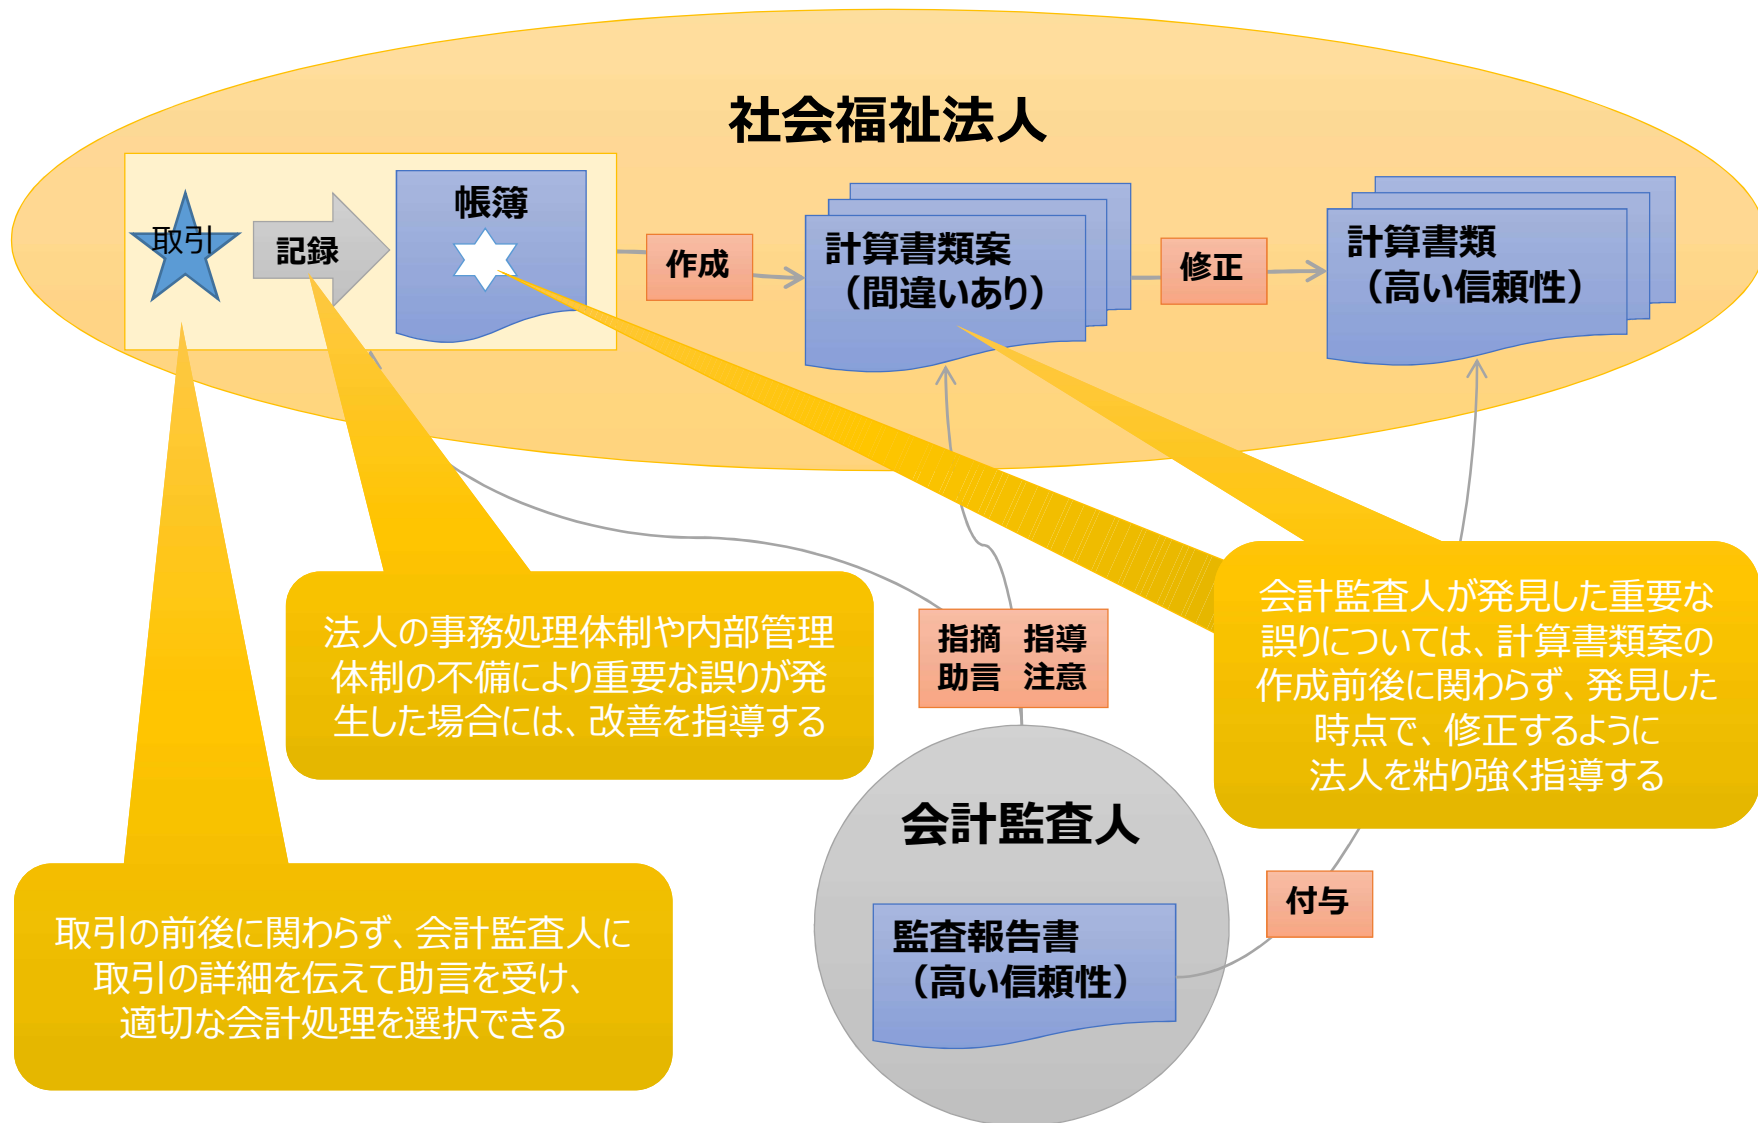 社会福祉法人
取引
記録
帳簿
作成
計算書類案
（間違いあり）
修正
計算書類
（高い信頼性）
法人の事務処理体制や内部管理
体制の不備により重要な誤りが発
生した場合には、改善を指導する
指摘 指導
助言 注意
会計監査人が発見した重要な
誤りについては、計算書類案の
作成前後に関わらず、発見した
時点で、修正するように
法人を粘り強く指導する
会計監査人
監査報告書
（高い信頼性）
付与
取引の前後に関わらず、会計監査人に
取引の詳細を伝えて助言を受け、
適切な会計処理を選択できる